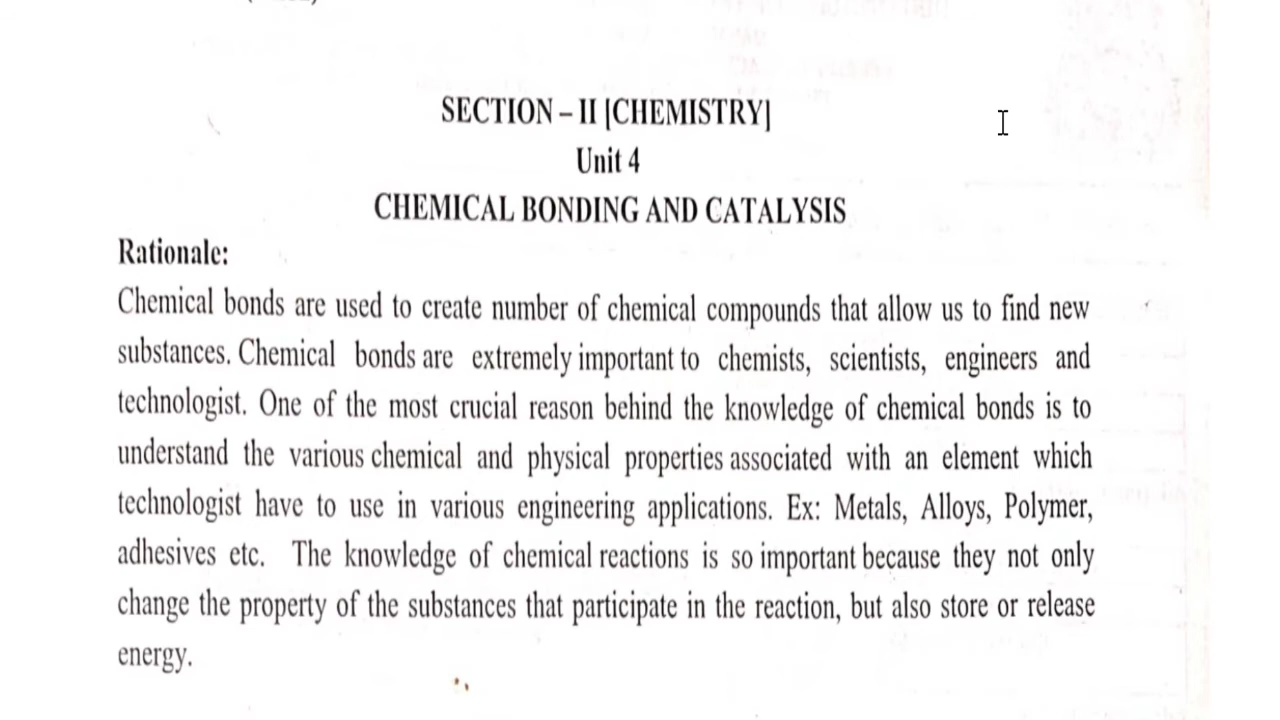 SECTION – II [CHEMISTRY]
Unit 4
CHEMICAL BONDING AND CATALYSIS
Rationale:
Chemical bonds are used to create number of chemical compounds that allow us to find new
substances. Chemical bonds are extremely important to chemists, scientists, engineers and
technologist. One of the most crucial reason behind the knowledge of chemical bonds is to
understand the various chemical and physical properties associated with an element which
technologist have to use in various engineering applications. Ex: Metals, Alloys, Polymer,
adhesives etc. The knowledge of chemical reactions is so important because they not only
change the property of the substances that participate in the reaction, but also store or release
energy.